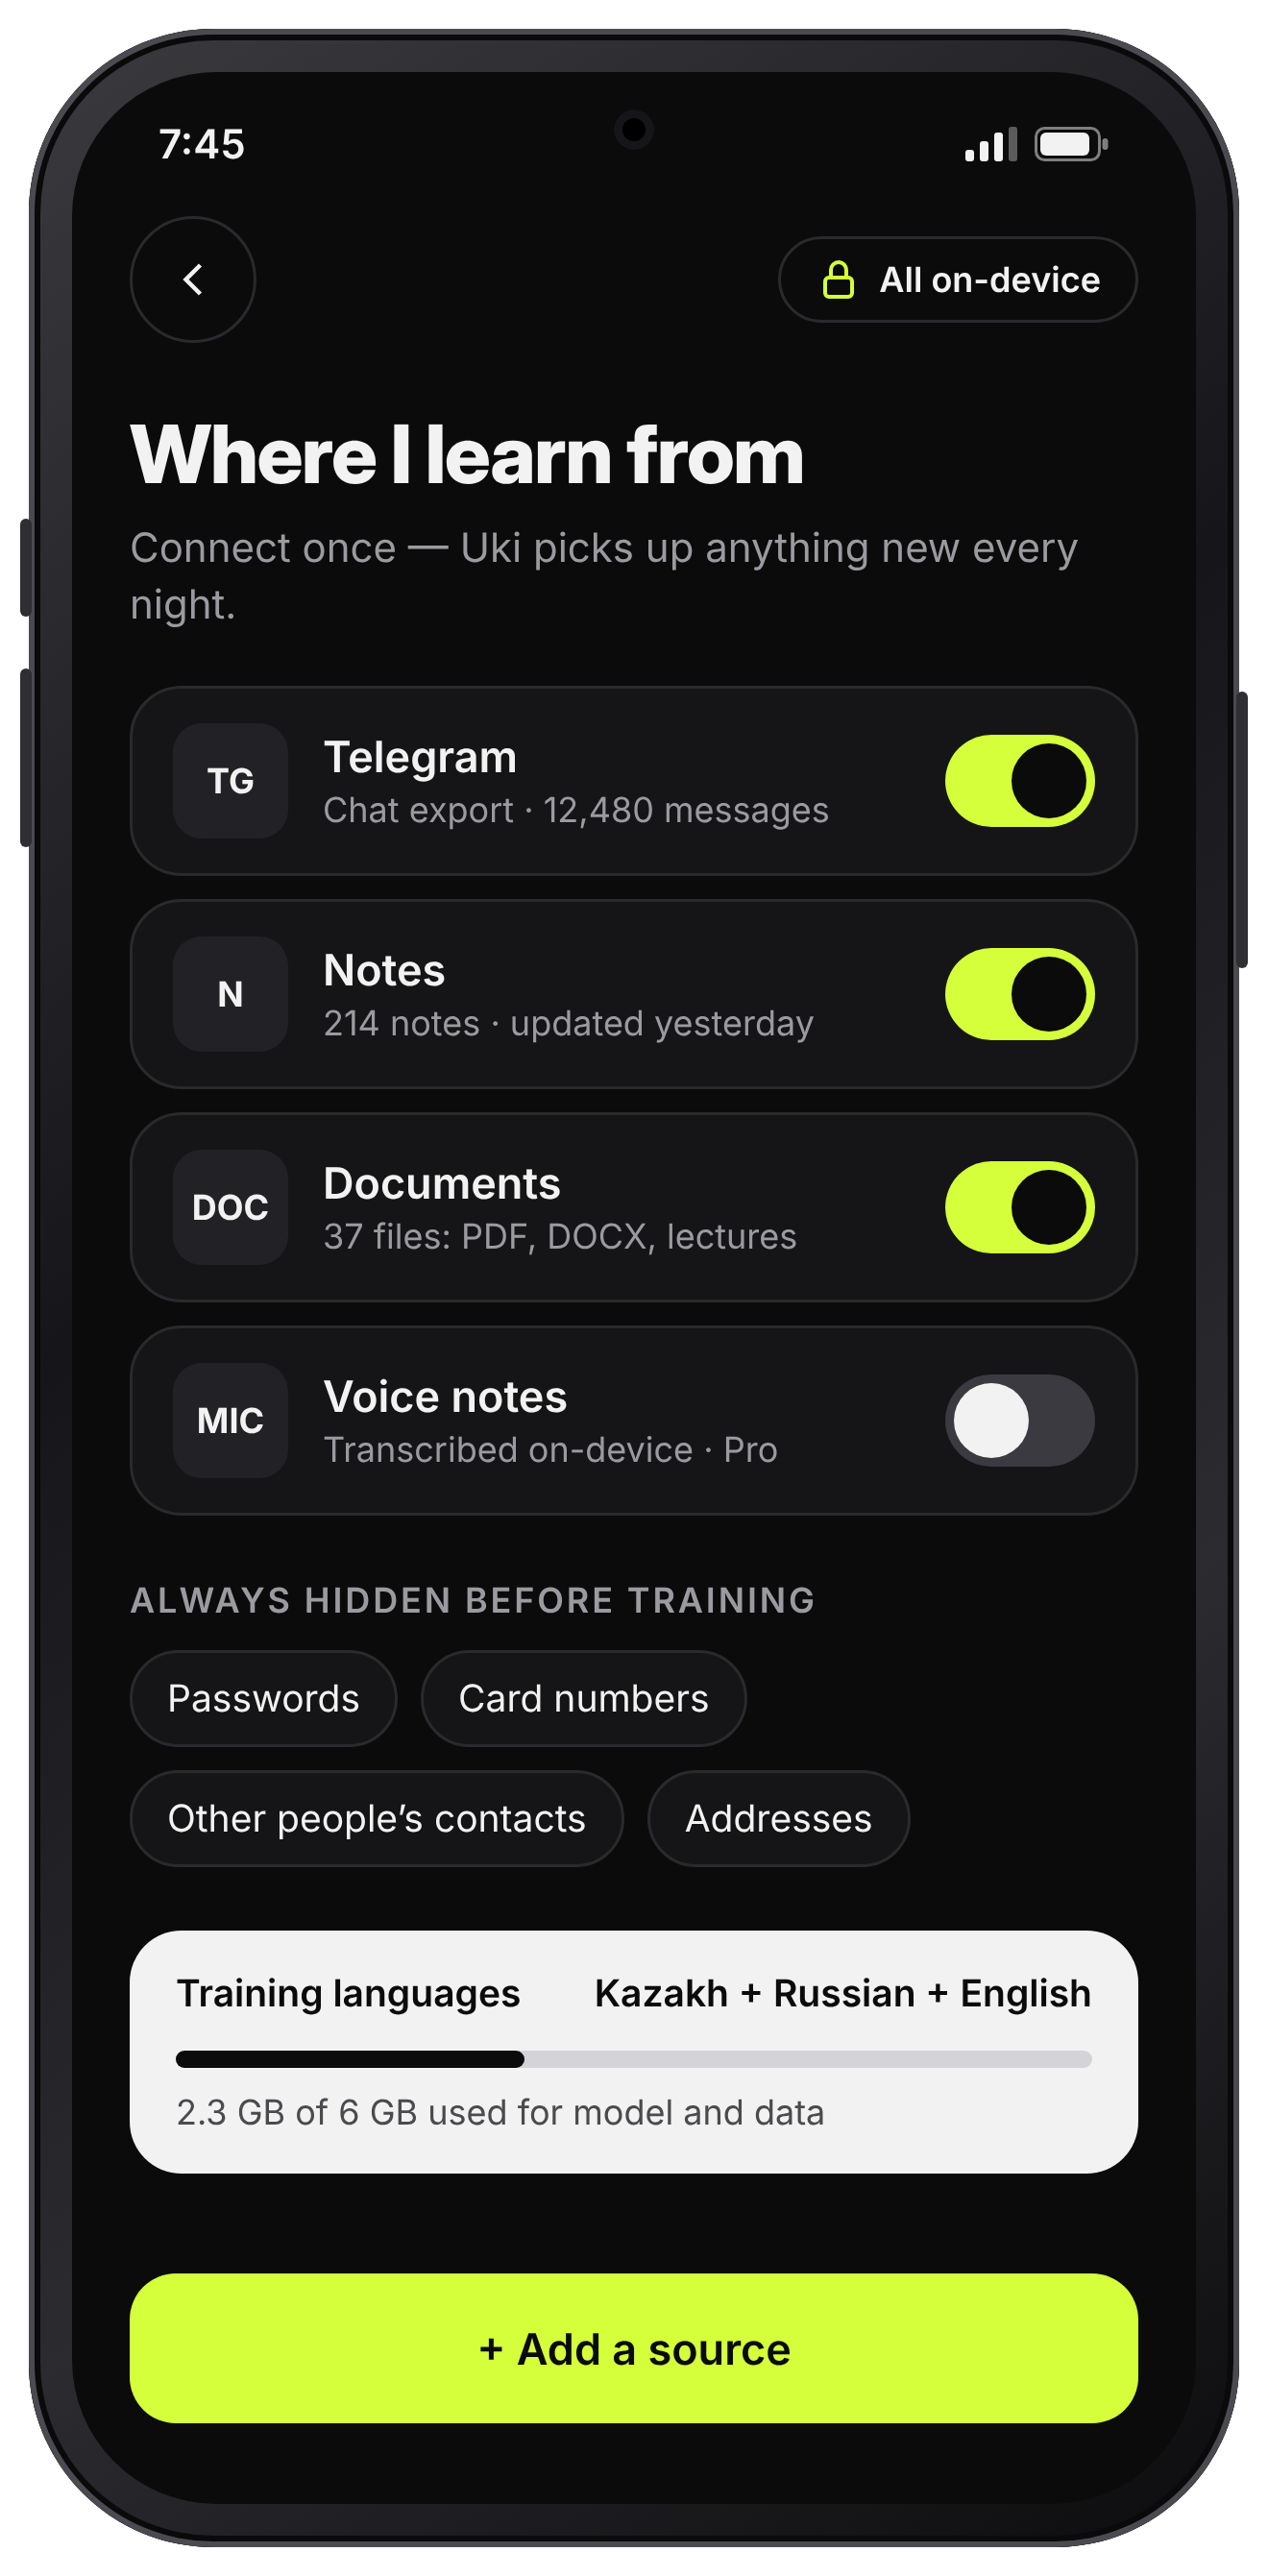 7:45
All on-device
Where I learn from
Connect once — Uki picks up anything new every
night.
TG
Telegram
Chat export · 12,480 messages
N
Notes
214 notes · updated yesterday
DOC
Documents
37 files: PDF, DOCX, lectures
MIC
Voice notes
Transcribed on-device · Pro
ALWAYS HIDDEN BEFORE TRAINING
Passwords
Card numbers
Other people’s contacts
Addresses
Training languages
Kazakh + Russian + English
2.3 GB of 6 GB used for model and data
+ Add a source